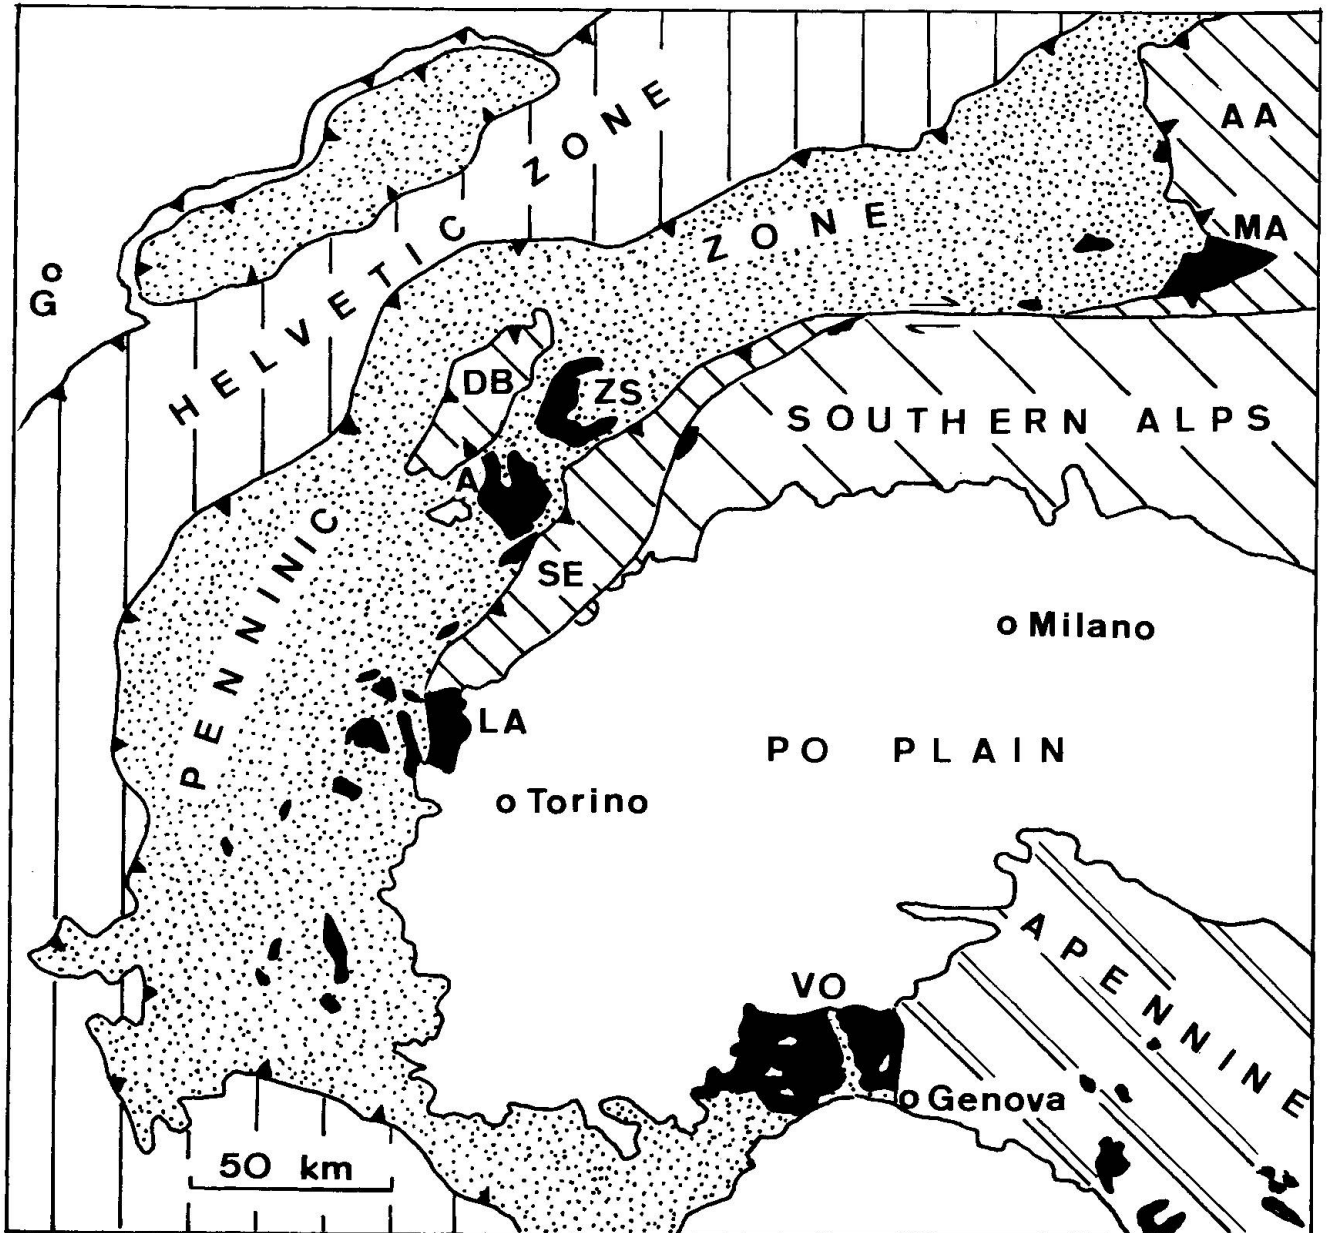 HELVETIC ZONE
AA
MA
PENNINIC ZONE
G
DB
ZS
SOUTHERN ALPS
A
SE
Milano
LA
PO PLAIN
Torino
APENNINE
VO
Genova
50 km